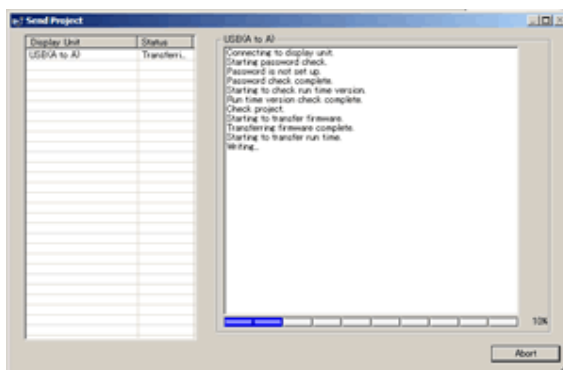 Send Project
Display Unit Status
USB(A to A) Transferri..
USB(A to A)
Connecting to display unit.
Starting password check.
Password is not set up.
Password check complete.
Starting to check run time version.
Run time version check complete.
Check project.
Starting to transfer firmware.
Transferring firmware complete.
Starting to transfer run time.
Writing..
10%
Abort